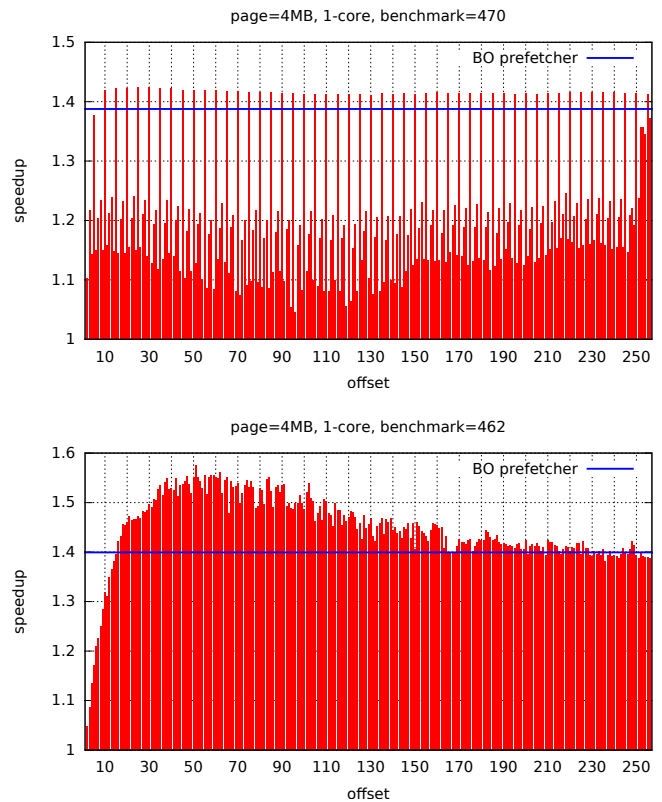 page=4MB, 1-core, benchmark=470
1.5
BO prefetcher
1.4
1.3
speedup
1.2
1.1
1
10 30 50 70 90 110 130 150 170 190 210 230 250
offset
page=4MB, 1-core, benchmark=462
1.6
BO prefetcher
1.5
1.4
1.3
speedup
1.2
1.1
1
10 30 50 70 90 110 130 150 170 190 210 230 250
offset